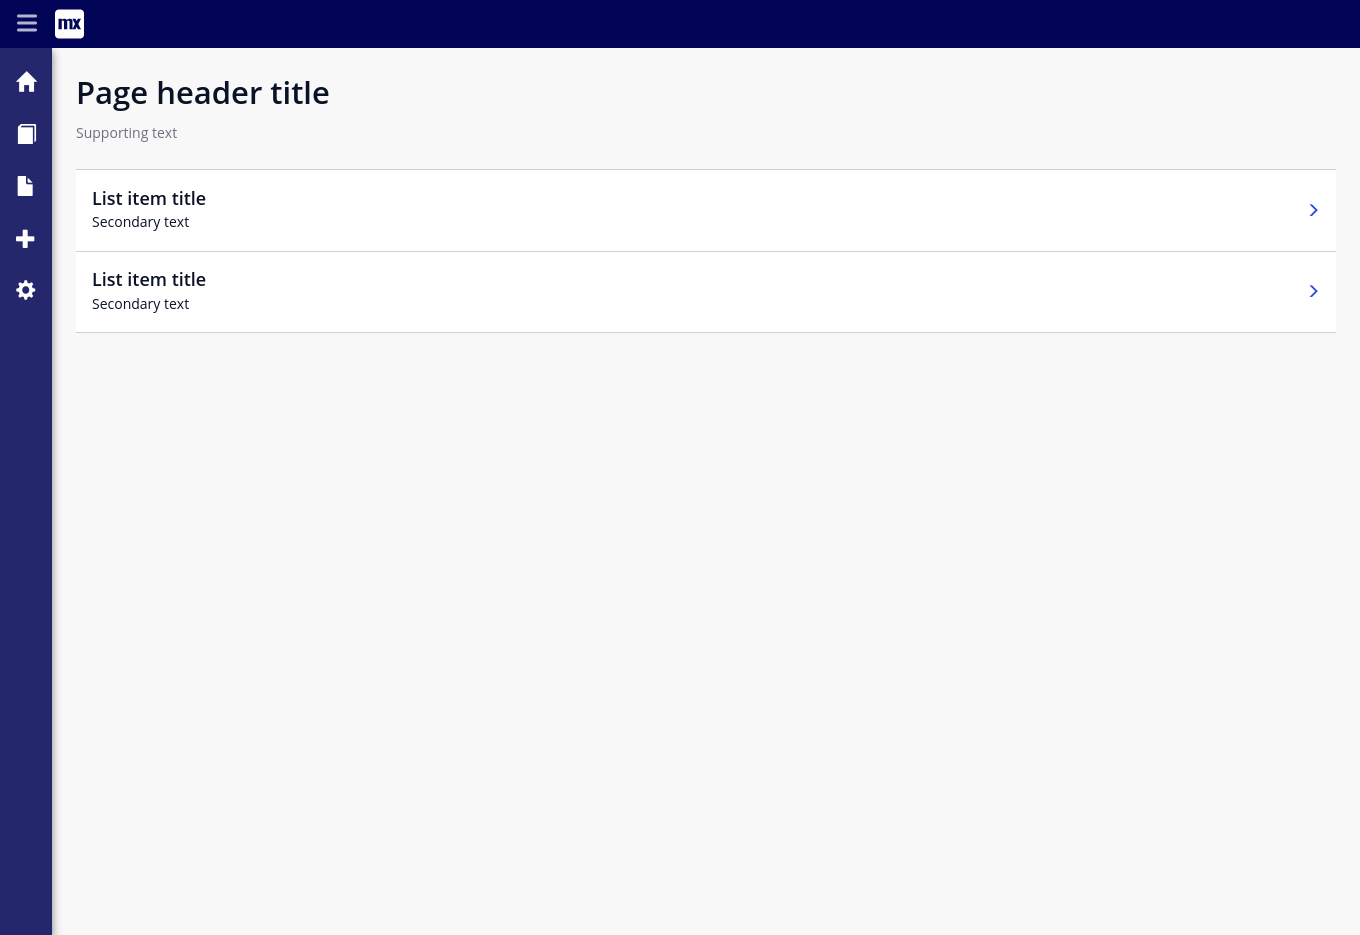 mx
Page header title
Supporting text
List item title
Secondary text
List item title
Secondary text